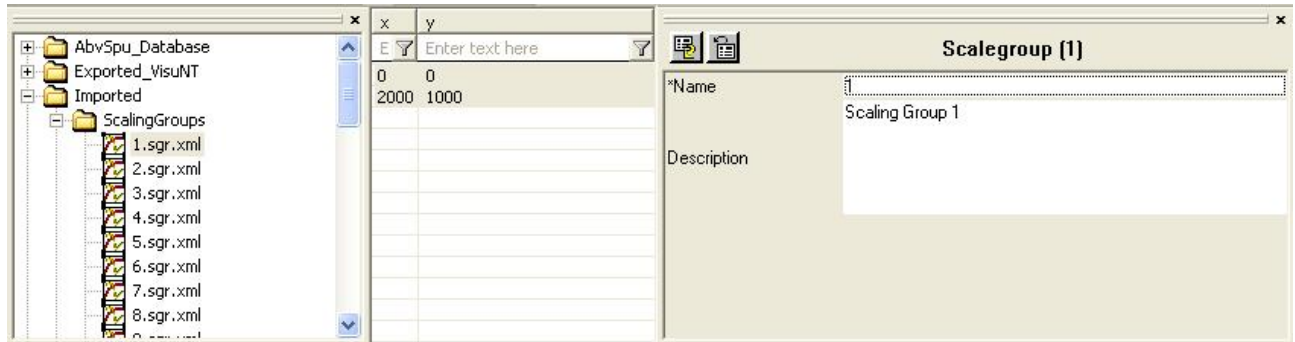 AbvSpu_Database
Exported_VisuNT
Imported
ScalingGroups
1.sgr.xml
2.sgr.xml
3.sgr.xml
4.sgr.xml
5.sgr.xml
6.sgr.xml
7.sgr.xml
8.sgr.xml
x y
E Enter text here
0 0
2000 1000
Scalegroup (1)
*Name 1
Scaling Group 1
Description